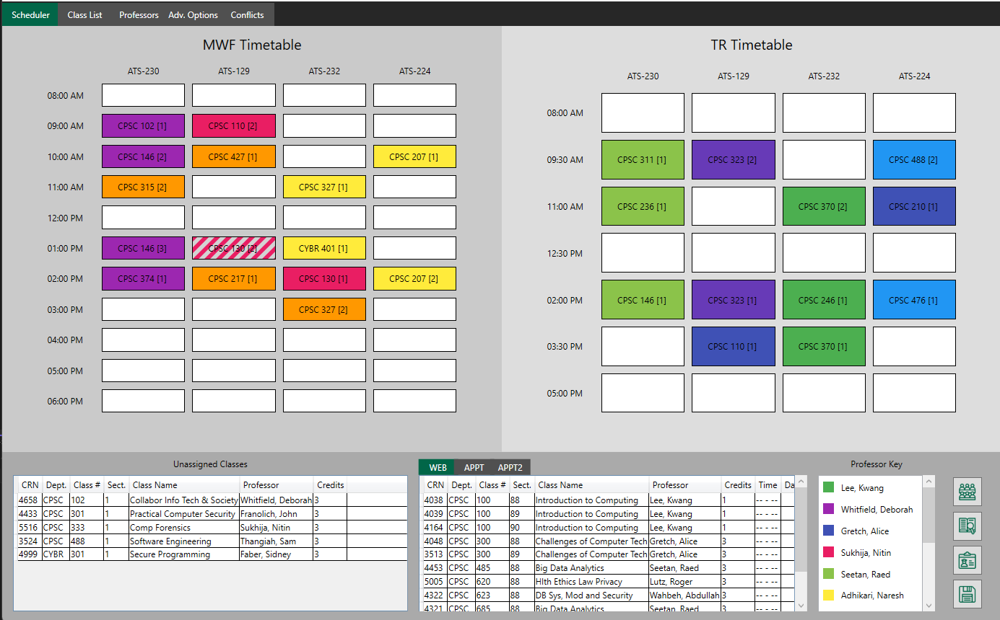 Scheduler Class List Professors Adv. Options Conflicts
MWF Timetable
ATS-230 ATS-129 ATS-232 ATS-224
08:00 AM
09:00 AM CPSC 102 [1] CPSC 110 [2]
10:00 AM CPSC 146 [2] CPSC 427 [1] CPSC 207 [1]
11:00 AM CPSC 315 [2] CPSC 327 [1]
12:00 PM
01:00 PM CPSC 146 [3] CPSC 130 [2] CYBR 401 [1]
02:00 PM CPSC 374 [1] CPSC 217 [1] CPSC 130 [1] CPSC 207 [2]
03:00 PM CPSC 327 [2]
04:00 PM
05:00 PM
06:00 PM
TR Timetable
ATS-230 ATS-129 ATS-232 ATS-224
08:00 AM
09:30 AM CPSC 311 [1] CPSC 323 [2] CPSC 488 [2]
11:00 AM CPSC 236 [1] CPSC 370 [2] CPSC 210 [1]
12:30 PM
02:00 PM CPSC 146 [1] CPSC 323 [1] CPSC 246 [1] CPSC 476 [1]
03:30 PM CPSC 110 [1] CPSC 370 [1]
05:00 PM
Unassigned Classes
CRN Dept. Class # Sect. Class Name Professor Credits
4658 CPSC 102 1 Collabor Info Tech & Society Whitfield, Deborah 3
4433 CPSC 301 1 Practical Computer Security Franolich, John 3
5516 CPSC 333 1 Comp Forensics Sukhija, Nitin 3
3524 CPSC 488 1 Software Engineering Thangiah, Sam 3
4999 CYBR 301 1 Secure Programming Faber, Sidney 3
WEB APPT APPT2
CRN Dept. Class # Sect. Class Name Professor Credits Time Da
4038 CPSC 100 88 Introduction to Computing Lee, Kwang 1 -- - --
4039 CPSC 100 89 Introduction to Computing Lee, Kwang 1 -- - --
4164 CPSC 100 90 Introduction to Computing Lee, Kwang 1 -- - --
4048 CPSC 300 88 Challenges of Computer Tech Gretch, Alice 3 -- - --
3513 CPSC 300 89 Challenges of Computer Tech Gretch, Alice 3 -- - --
4453 CPSC 485 88 Big Data Analytics Seetan, Raed 3 -- - --
5005 CPSC 620 88 Hlth Ethics Law Privacy Lutz, Roger 3 -- - --
4322 CPSC 623 88 DB Sys, Mod and Security Wahbeh, Abdullah 3 -- - --
4321 CPSC 685 88 Big Data Analytics Seetan, Raed 3 -- - --
Professor Key
Lee, Kwang
Whitfield, Deborah
Gretch, Alice
Sukhija, Nitin
Seetan, Raed
Adhikari, Naresh